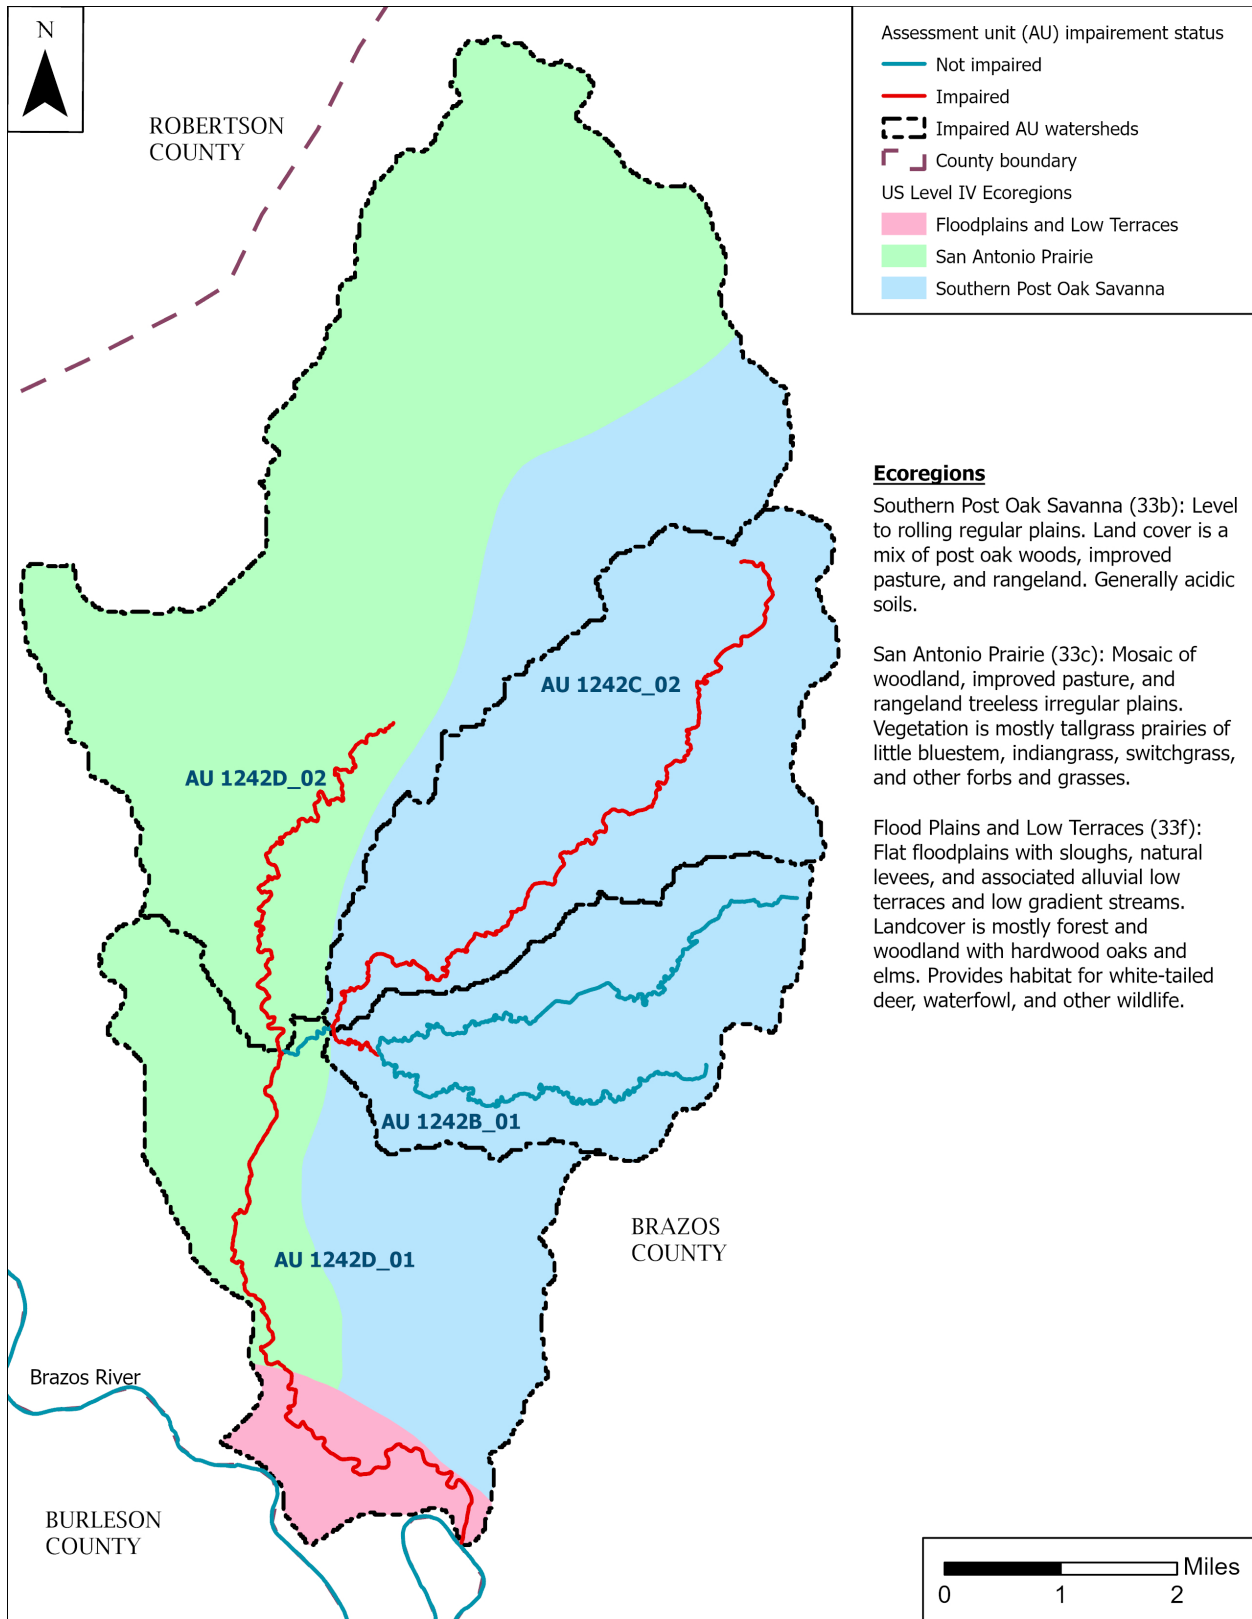 N
ROBERTSON
COUNTY
Assessment unit (AU) impairement status
Not impaired
Impaired
Impaired AU watersheds
County boundary
US Level IV Ecoregions
Floodplains and Low Terraces
San Antonio Prairie
Southern Post Oak Savanna
Ecoregions
Southern Post Oak Savanna (33b): Level
to rolling regular plains. Land cover is a
mix of post oak woods, improved
pasture, and rangeland. Generally acidic
soils.
San Antonio Prairie (33c): Mosaic of
woodland, improved pasture, and
rangeland treeless irregular plains.
Vegetation is mostly tallgrass prairies of
little bluestem, indiangrass, switchgrass,
and other forbs and grasses.
Flood Plains and Low Terraces (33f):
Flat floodplains with sloughs, natural
levees, and associated alluvial low
terraces and low gradient streams.
Landcover is mostly forest and
woodland with hardwood oaks and
elms. Provides habitat for white-tailed
deer, waterfowl, and other wildlife.
AU 1242C_02
AU 1242D_02
AU 1242B_01
AU 1242D_01
BRAZOS
COUNTY
Brazos River
BURLESON
COUNTY
Miles
0 1 2